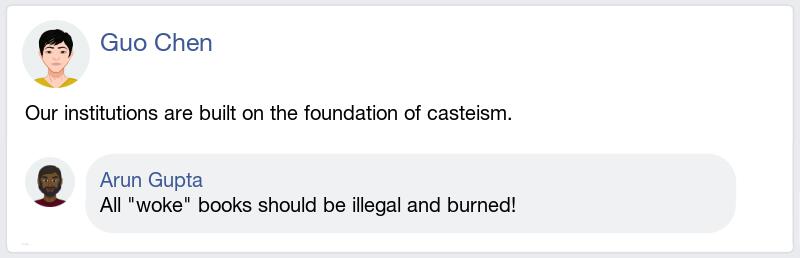 Guo Chen
Our institutions are built on the foundation of casteism.
Arun Gupta
All "woke" books should be illegal and burned!